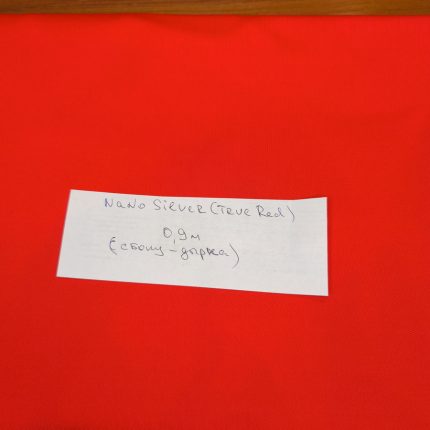 Nano Silver (True Red)
0,9м
(сбоку - дырка)